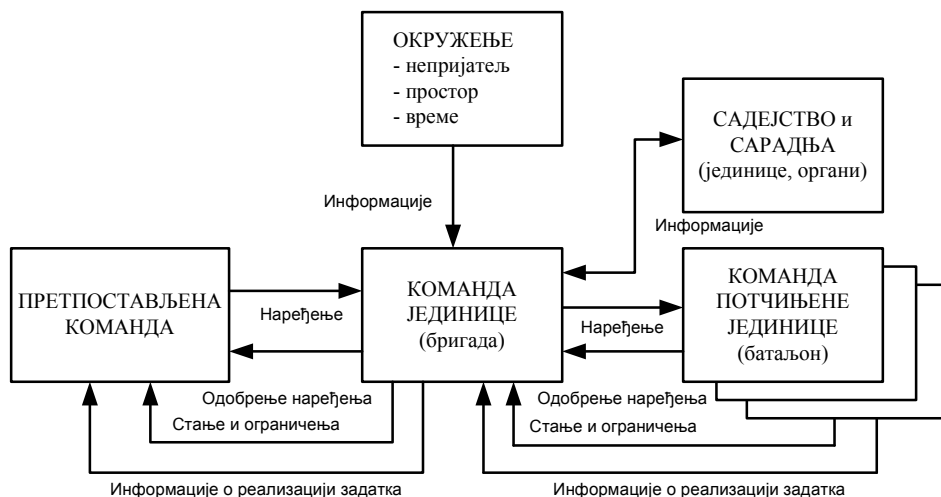 ОКРУЖЕЊЕ
- непријатељ
- простор
- време
САДЕЈСТВО и
САРАДЊА
(јединице, органи)
Информације
Информације
ПРЕТПОСТАВЉЕНА
КОМАНДА
Наређење
КОМАНДА
ЈЕДИНИЦЕ
(бригада)
Наређење
КОМАНДА
ПОТЧИЊЕНЕ
ЈЕДИНИЦЕ
(батаљон)
Одобрење наређења
Стање и ограничења
Одобрење наређења
Стање и ограничења
Информације о реализацији задатка
Информације о реализацији задатка